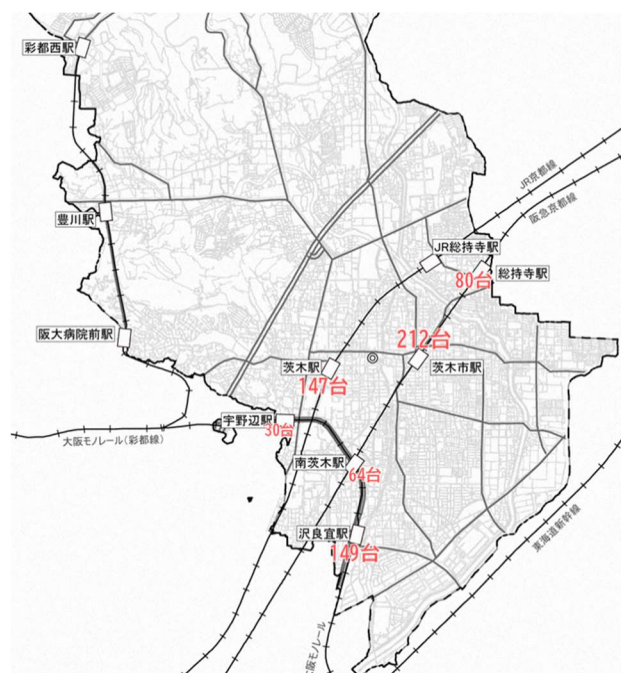 彩都西駅
JR京都線
阪急京都線
豊川駅
JR総持寺駅
総持寺駅
80台
阪大病院前駅
212台
茨木駅
茨木市駅
147台
宇野辺駅
30台
大阪モノレール(彩都線)
南茨木駅
64台
沢良宜駅
149台
東海道新幹線
大阪モノレール